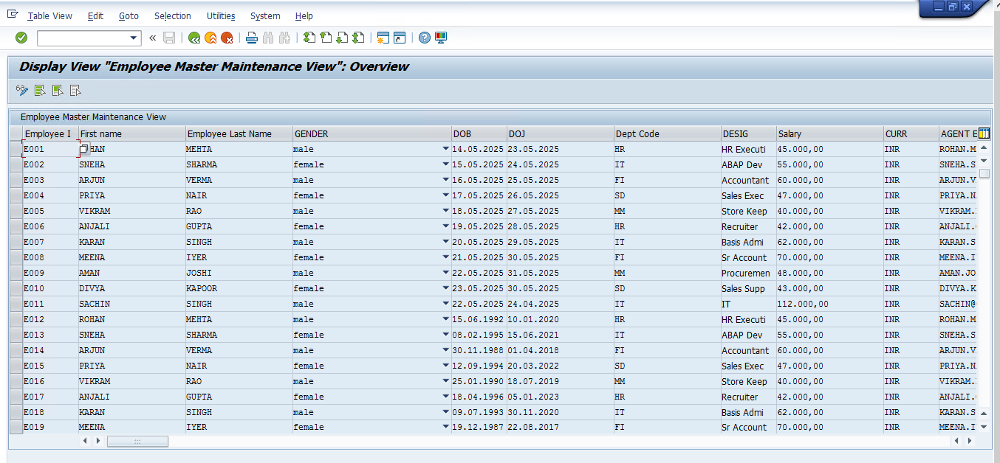 Table View Edit Goto Selection Utilities System Help
Display View "Employee Master Maintenance View": Overview
Employee Master Maintenance View
Employee I First name Employee Last Name GENDER DOB DOJ Dept Code DESIG Salary CURR AGENT E
E001 HAN MEHTA male 14.05.2025 23.05.2025 HR HR Executi 45.000,00 INR ROHAN.M
E002 SNEHA SHARMA female 15.05.2025 24.05.2025 IT ABAP Dev 55.000,00 INR SNEHA.S
E003 ARJUN VERMA male 16.05.2025 25.05.2025 FI Accountant 60.000,00 INR ARJUN.V
E004 PRIYA NAIR female 17.05.2025 26.05.2025 SD Sales Exec 47.000,00 INR PRIYA.N
E005 VIKRAM RAO male 18.05.2025 27.05.2025 MM Store Keep 40.000,00 INR VIKRAM.
E006 ANJALI GUPTA female 19.05.2025 28.05.2025 HR Recruiter 42.000,00 INR ANJALI.
E007 KARAN SINGH male 20.05.2025 29.05.2025 IT Basis Admi 62.000,00 INR KARAN.S
E008 MEENA IYER female 21.05.2025 30.05.2025 FI Sr Account 70.000,00 INR MEENA.I
E009 AMAN JOSHI male 22.05.2025 31.05.2025 MM Procuremen 48.000,00 INR AMAN.JO
E010 DIVYA KAPOOR female 23.05.2025 30.05.2025 SD Sales Supp 43.000,00 INR DIVYA.K
E011 SACHIN SINGH male 22.05.2025 24.04.2025 IT IT 112.000,00 INR SACHIN@
E012 ROHAN MEHTA male 15.06.1992 10.01.2020 HR HR Executi 45.000,00 INR ROHAN.M
E013 SNEHA SHARMA female 08.02.1995 15.06.2021 IT ABAP Dev 55.000,00 INR SNEHA.S
E014 ARJUN VERMA male 30.11.1988 01.04.2018 FI Accountant 60.000,00 INR ARJUN.V
E015 PRIYA NAIR female 12.09.1994 20.03.2022 SD Sales Exec 47.000,00 INR PRIYA.N
E016 VIKRAM RAO male 25.01.1990 18.07.2019 MM Store Keep 40.000,00 INR VIKRAM.
E017 ANJALI GUPTA female 18.04.1996 05.01.2023 HR Recruiter 42.000,00 INR ANJALI.
E018 KARAN SINGH male 09.07.1993 30.11.2020 IT Basis Admi 62.000,00 INR KARAN.S
E019 MEENA IYER female 19.12.1987 22.08.2017 FI Sr Account 70.000,00 INR MEENA.I